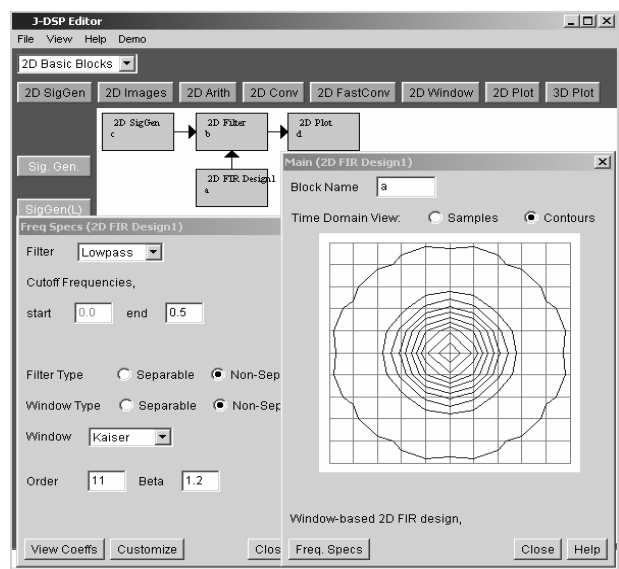 J-DSP Editor
File View Help Demo
2D Basic Blocks
2D SigGen 2D Images 2D Arith 2D Conv 2D FastConv 2D Window 2D Plot 3D Plot
2D SigGen
c
2D Filter
b
2D Plot
d
2D FIR Design1
a
Sig. Gen.
SigGen(L)
Freq Specs (2D FIR Design1)
Filter Lowpass
Cutoff Frequencies,
start 0.0 end 0.5
Filter Type Separable Non-Sep
Window Type Separable Non-Sep
Window Kaiser
Order 11 Beta 1.2
View Coeffs Customize Clos
Main (2D FIR Design1)
Block Name a
Time Domain View: Samples Contours
Window-based 2D FIR design,
Freq. Specs Close Help